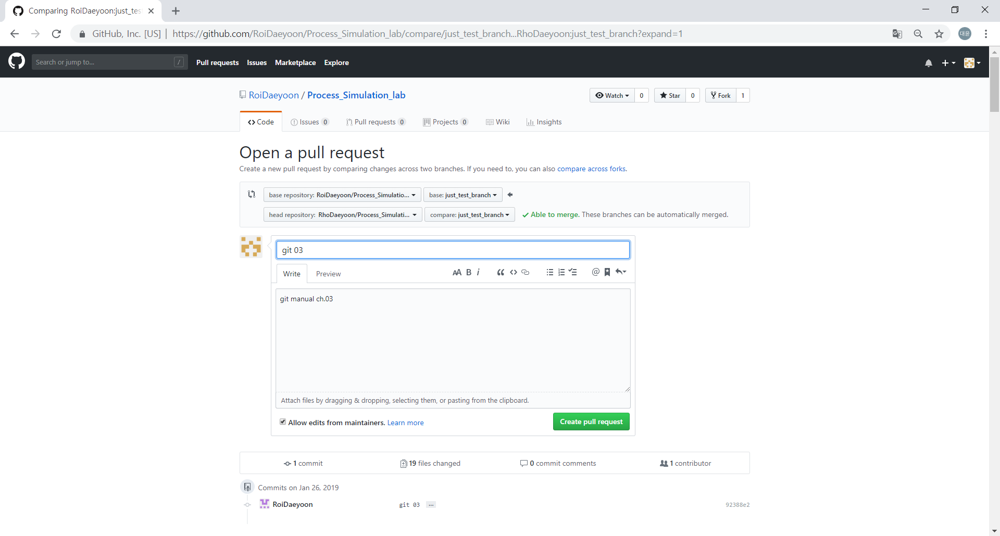 Comparing RoiDaeyoon:just_tes
GitHub, Inc. [US] | https://github.com/RoiDaeyoon/Process_Simulation_lab/compare/just_test_branch...RhoDaeyoon:just_test_branch?expand=1
대윤
Search or jump to... /
Pull requests Issues Marketplace Explore
RoiDaeyoon / Process_Simulation_lab
Watch 0 Star 0 Fork 1
Code Issues 0 Pull requests 0 Projects 0 Wiki Insights
Open a pull request
Create a new pull request by comparing changes across two branches. If you need to, you can also compare across forks.
base repository: RoiDaeyoon/Process_Simulatio... base: just_test_branch
head repository: RhoDaeyoon/Process_Simulati... compare: just_test_branch Able to merge. These branches can be automatically merged.
git 03
Write Preview AA B i @
git manual ch.03
Attach files by dragging & dropping, selecting them, or pasting from the clipboard.
Allow edits from maintainers. Learn more Create pull request
1 commit 19 files changed 0 commit comments 1 contributor
Commits on Jan 26, 2019
RoiDaeyoon git 03 ... 92388e2